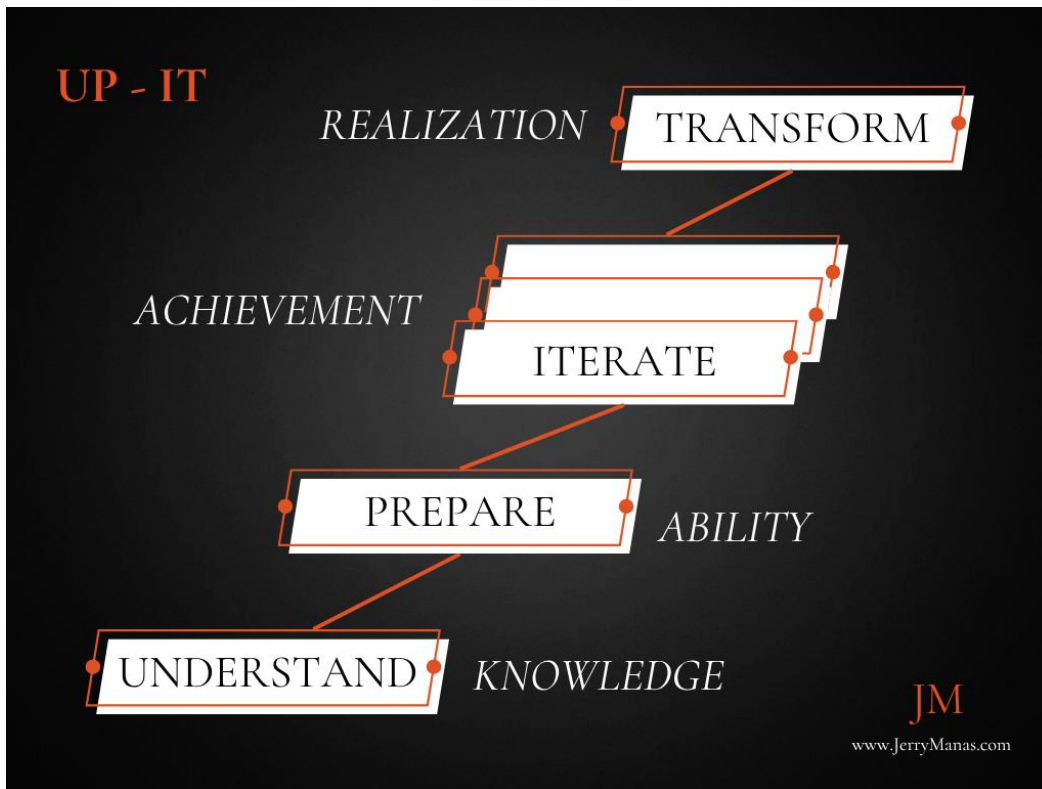 UP - IT
REALIZATION
TRANSFORM
ACHIEVEMENT
ITERATE
PREPARE
ABILITY
UNDERSTAND
KNOWLEDGE
JM
www.JerryManas.com